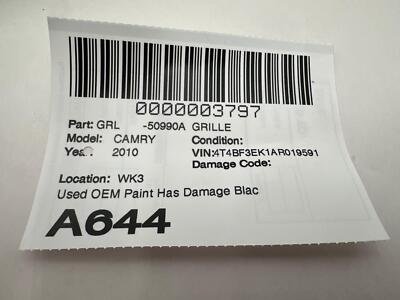 0000003797
Part: GRL -50990A GRILLE
Model: CAMRY Condition:
Year: 2010 VIN:4T4BF3EK1AR019591
Damage Code:
Location: WK3
Used OEM Paint Has Damage Blac
A644